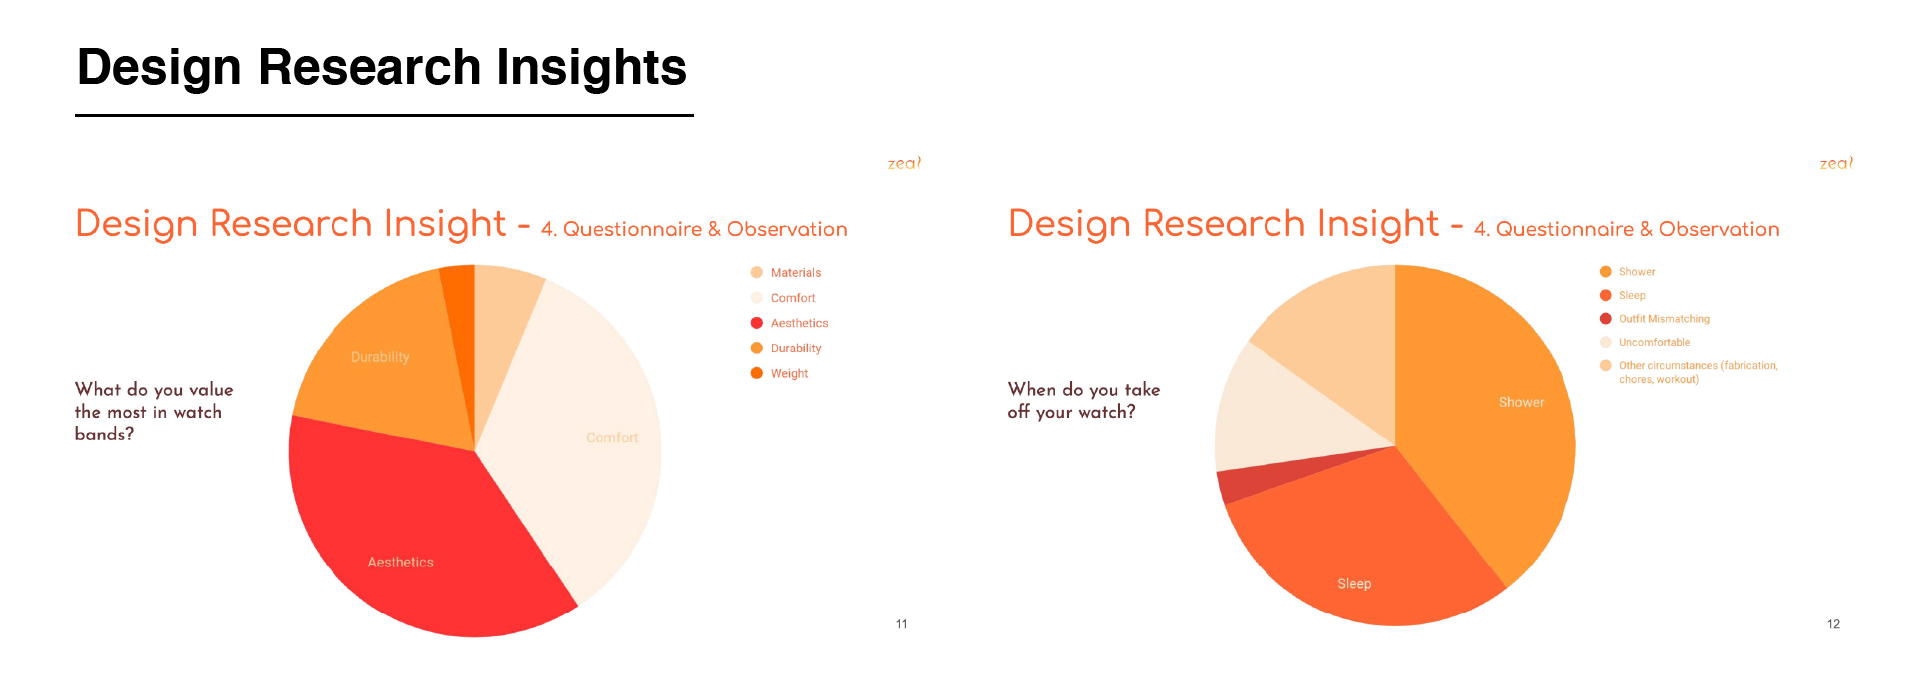 Design Research Insights
zeal
Design Research Insight - 4. Questionnaire & Observation
What do you value
the most in watch
bands?
Durability
Comfort
Aesthetics
Materials
Comfort
Aesthetics
Durability
Weight
11
zeal
Design Research Insight - 4. Questionnaire & Observation
When do you take
off your watch?
Shower
Sleep
Shower
Sleep
Outfit Mismatching
Uncomfortable
Other circumstances (fabrication,
chores, workout)
12